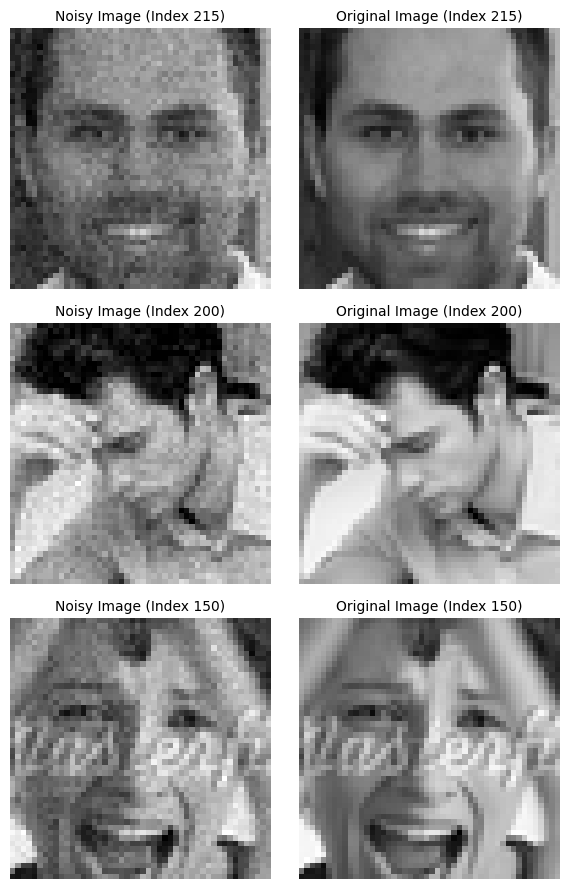 Noisy Image (Index 215) Original Image (Index 215)
Noisy Image (Index 200) Original Image (Index 200)
Noisy Image (Index 150) Original Image (Index 150)